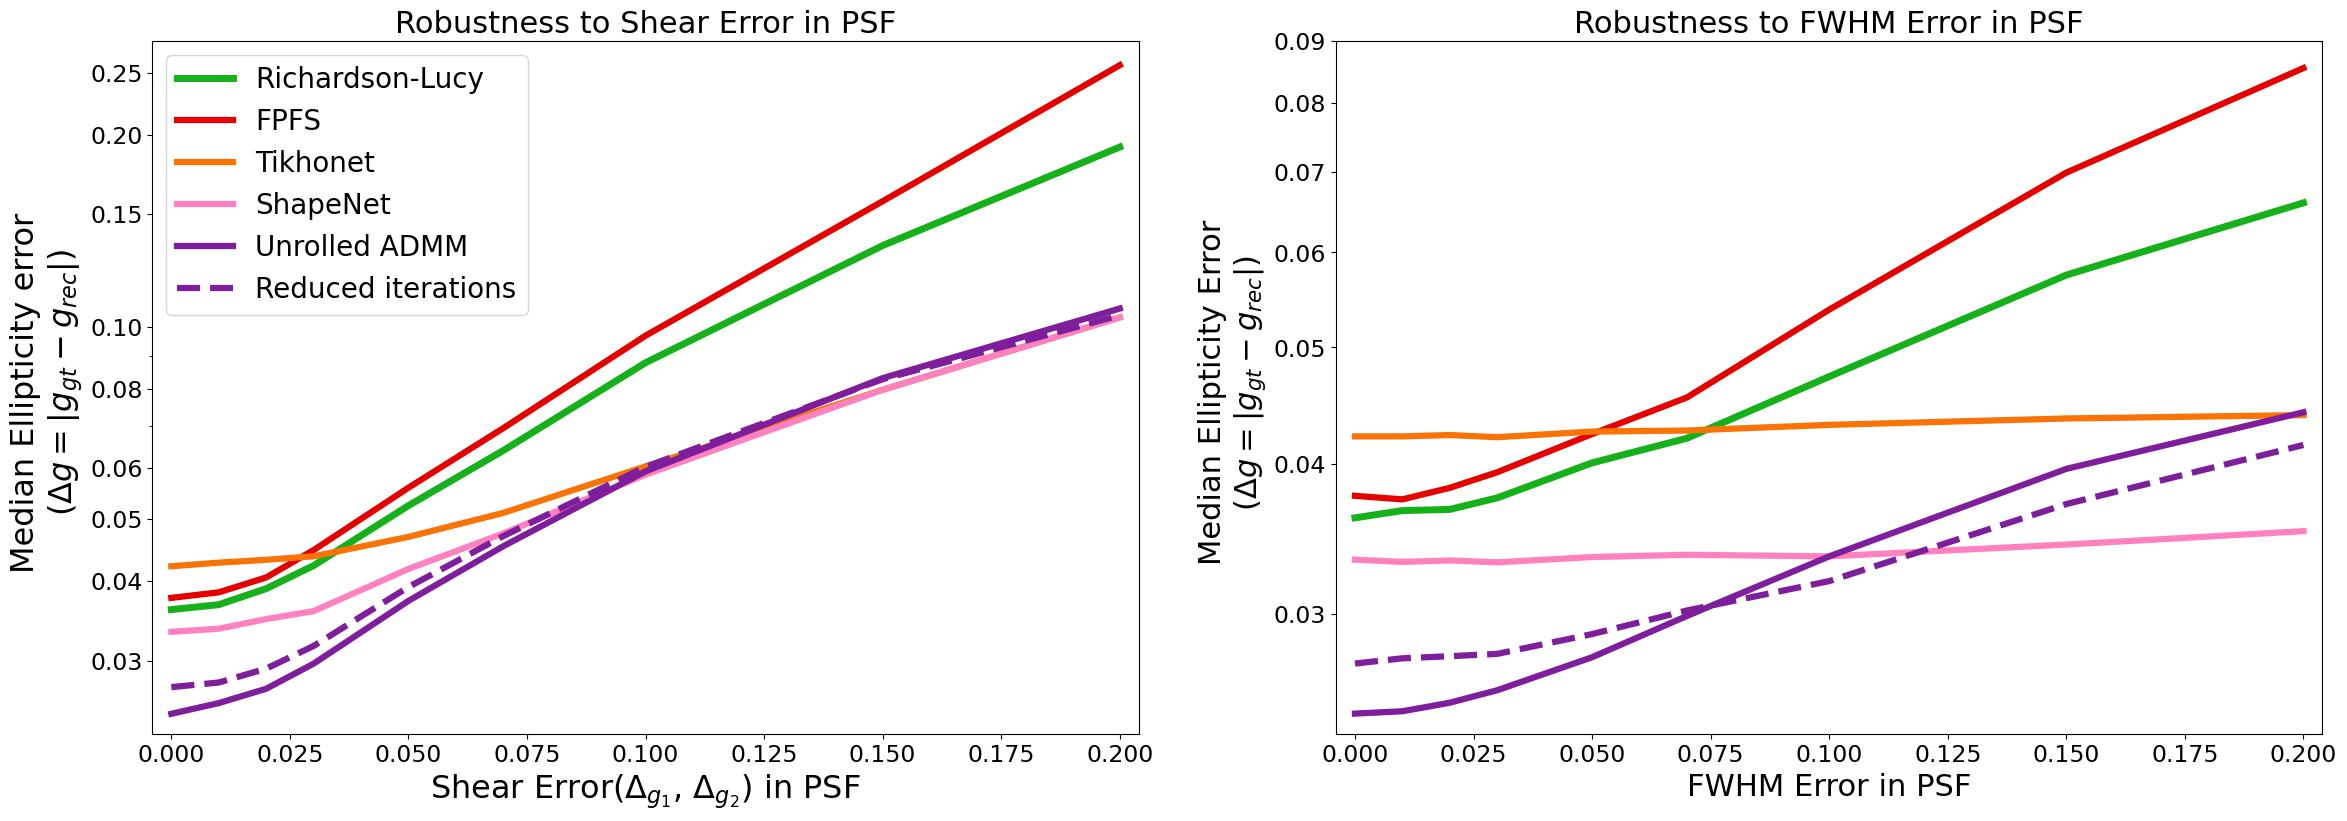 Robustness to Shear Error in PSF
Median Ellipticity error
(Δg = |g_gt − g_rec|)
0.25
0.20
0.15
0.10
0.08
0.06
0.05
0.04
0.03
Richardson-Lucy
FPFS
Tikhonet
ShapeNet
Unrolled ADMM
Reduced iterations
0.000 0.025 0.050 0.075 0.100 0.125 0.150 0.175 0.200
Shear Error(Δ_g₁, Δ_g₂) in PSF
Robustness to FWHM Error in PSF
Median Ellipticity Error
(Δg = |g_gt − g_rec|)
0.09
0.08
0.07
0.06
0.05
0.04
0.03
0.000 0.025 0.050 0.075 0.100 0.125 0.150 0.175 0.200
FWHM Error in PSF